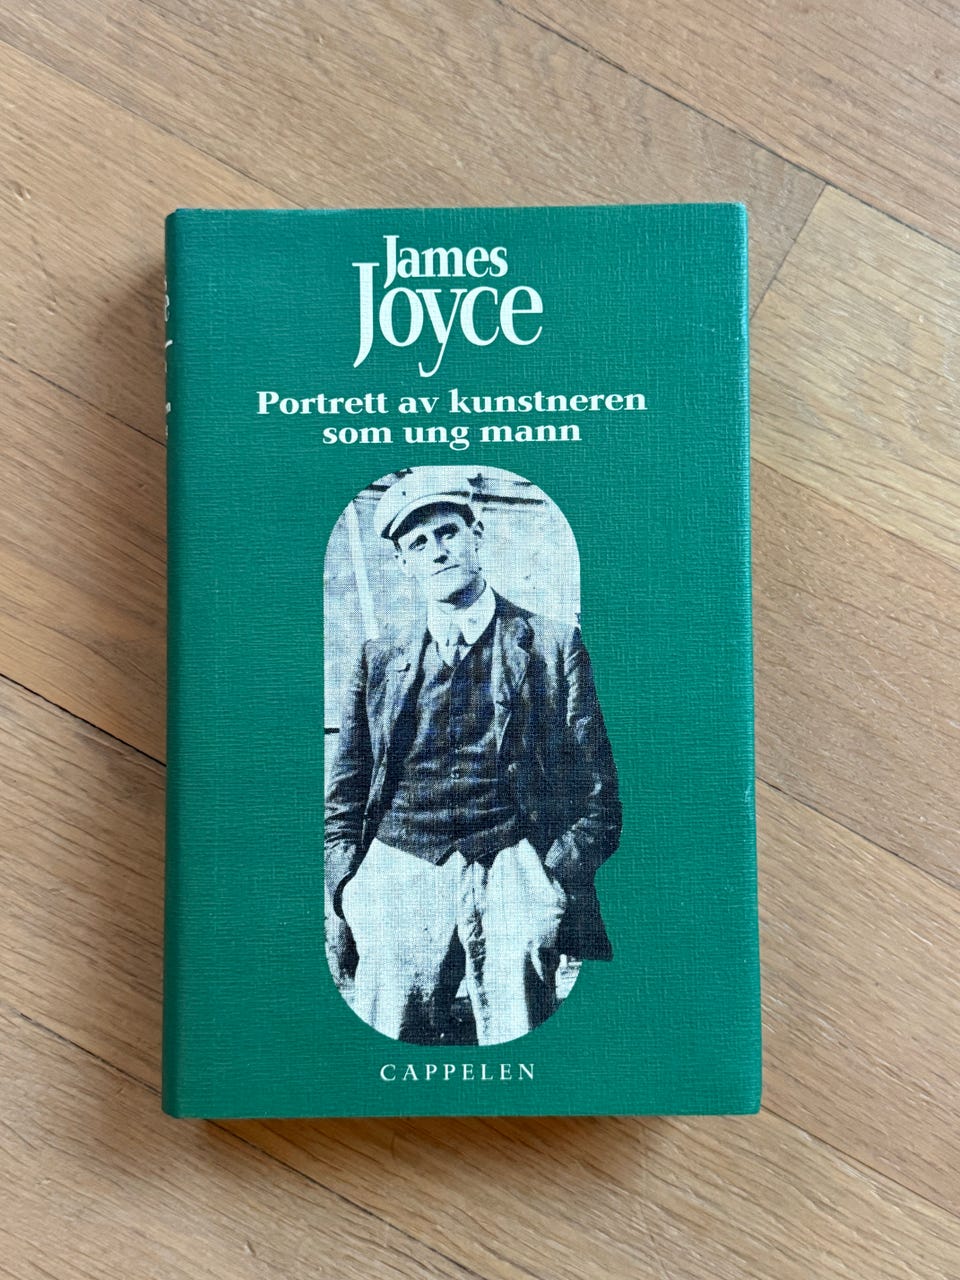 James
Joyce
Portrett av kunstneren
som ung mann
CAPPELEN